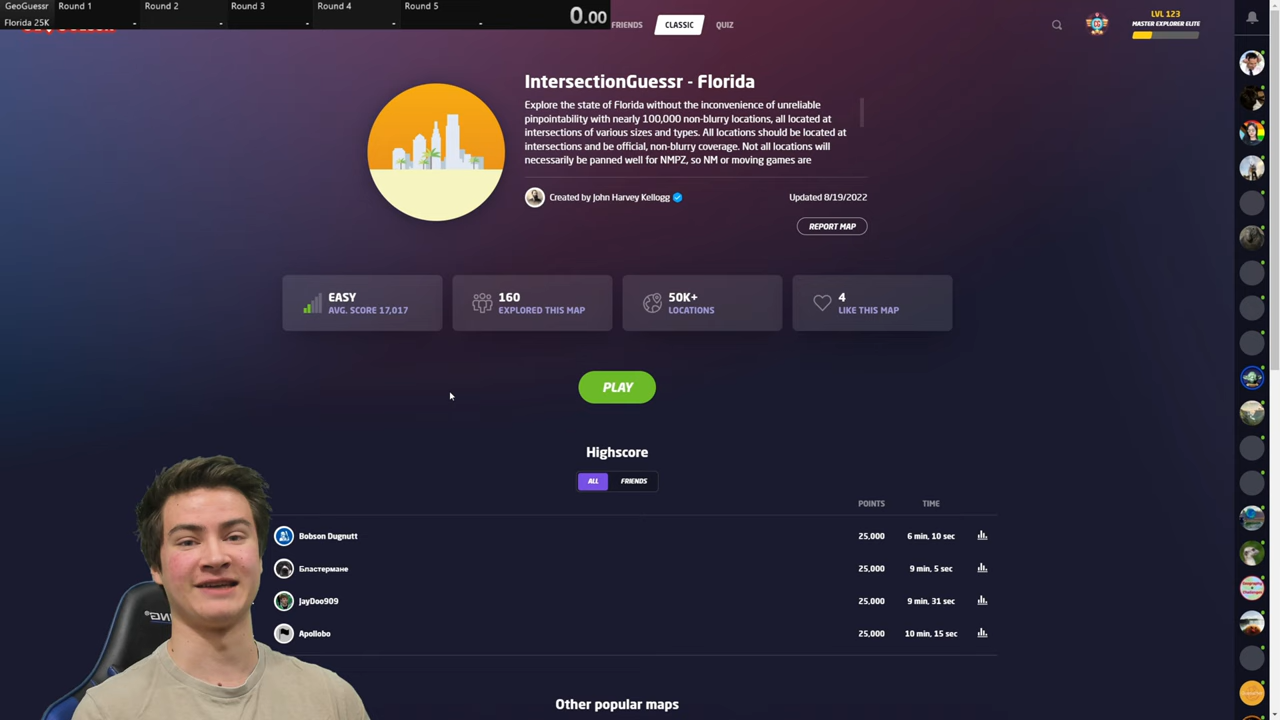 GeoGuessr
Florida 25K
Round 1
-
Round 2
-
Round 3
-
Round 4
-
Round 5
-
0.00
FRIENDS
CLASSIC
QUIZ
LVL 123
MASTER EXPLORER ELITE
IntersectionGuessr - Florida
Explore the state of Florida without the inconvenience of unreliable
pinpointability with nearly 100,000 non-blurry locations, all located at
intersections of various sizes and types. All locations should be located at
intersections and be official, non-blurry coverage. Not all locations will
necessarily be panned well for NMPZ, so NM or moving games are
Created by John Harvey Kellogg
Updated 8/19/2022
REPORT MAP
EASY
AVG. SCORE 17,017
160
EXPLORED THIS MAP
50K+
LOCATIONS
4
LIKE THIS MAP
PLAY
Highscore
ALL
FRIENDS
POINTS
TIME
Bobson Dugnutt
25,000
6 min, 10 sec
Бластермане
25,000
9 min, 5 sec
JayDoo909
25,000
9 min, 31 sec
Apollobo
25,000
10 min, 15 sec
Other popular maps